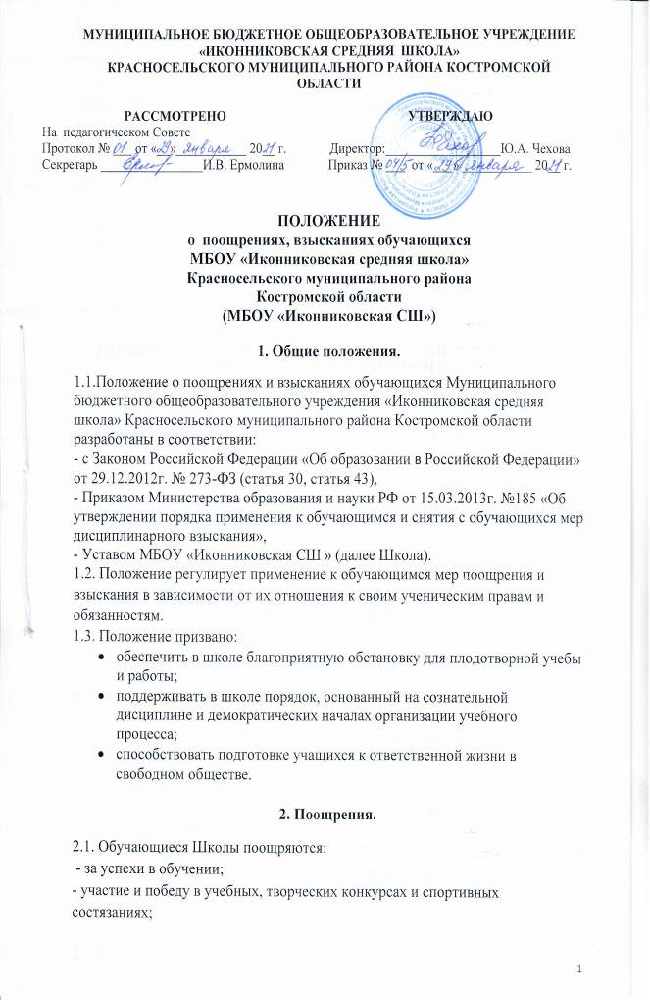 МУНИЦИПАЛЬНОЕ БЮДЖЕТНОЕ ОБЩЕОБРАЗОВАТЕЛЬНОЕ УЧРЕЖДЕНИЕ
«ИКОННИКОВСКАЯ СРЕДНЯЯ ШКОЛА»
КРАСНОСЕЛЬСКОГО МУНИЦИПАЛЬНОГО РАЙОНА КОСТРОМСКОЙ
ОБЛАСТИ
РАССМОТРЕНО
На педагогическом Совете
Протокол № 01 от «29» января 2021 г.
Секретарь Ермол И.В. Ермолина
УТВЕРЖДАЮ
Директор: Ю.А. Чехова
Приказ № 04/5 от «29» января 2021 г.
ПОЛОЖЕНИЕ
о поощрениях, взысканиях обучающихся
МБОУ «Иконниковская средняя школа»
Красносельского муниципального района
Костромской области
(МБОУ «Иконниковская СШ»)
1. Общие положения.
1.1.Положение о поощрениях и взысканиях обучающихся Муниципального
бюджетного общеобразовательного учреждения «Иконниковская средняя
школа» Красносельского муниципального района Костромской области
разработаны в соответствии:
- с Законом Российской Федерации «Об образовании в Российской Федерации»
от 29.12.2012г. № 273-ФЗ (статья 30, статья 43),
- Приказом Министерства образования и науки РФ от 15.03.2013г. №185 «Об
утверждении порядка применения к обучающимся и снятия с обучающихся мер
дисциплинарного взыскания»,
- Уставом МБОУ «Иконниковская СШ » (далее Школа).
1.2. Положение регулирует применение к обучающимся мер поощрения и
взыскания в зависимости от их отношения к своим ученическим правам и
обязанностям.
1.3. Положение призвано:
• обеспечить в школе благоприятную обстановку для плодотворной учебы
и работы;
• поддерживать в школе порядок, основанный на сознательной
дисциплине и демократических началах организации учебного
процесса;
• способствовать подготовке учащихся к ответственной жизни в
свободном обществе.
2. Поощрения.
2.1. Обучающиеся Школы поощряются:
- за успехи в обучении;
- участие и победу в учебных, творческих конкурсах и спортивных
состязаниях;
1